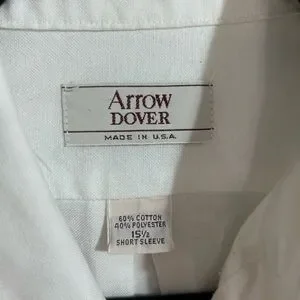 Arrow
DOVER
MADE IN U.S.A.
60% COTTON
40% POLYESTER
15½
SHORT SLEEVE